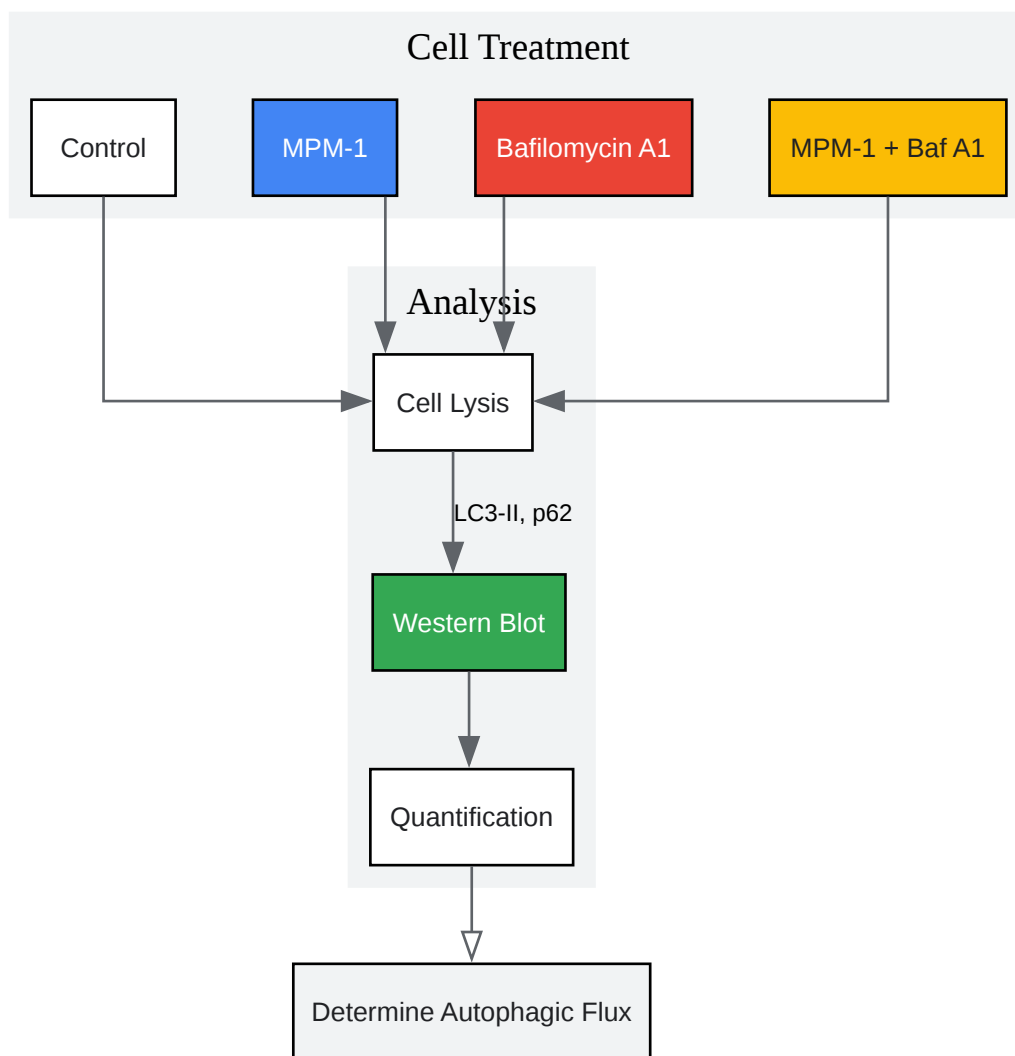 Cell Treatment
Control
MPM-1
Bafilomycin A1
MPM-1 + Baf A1
Analysis
Cell Lysis
LC3-II, p62
Western Blot
Quantification
Determine Autophagic Flux